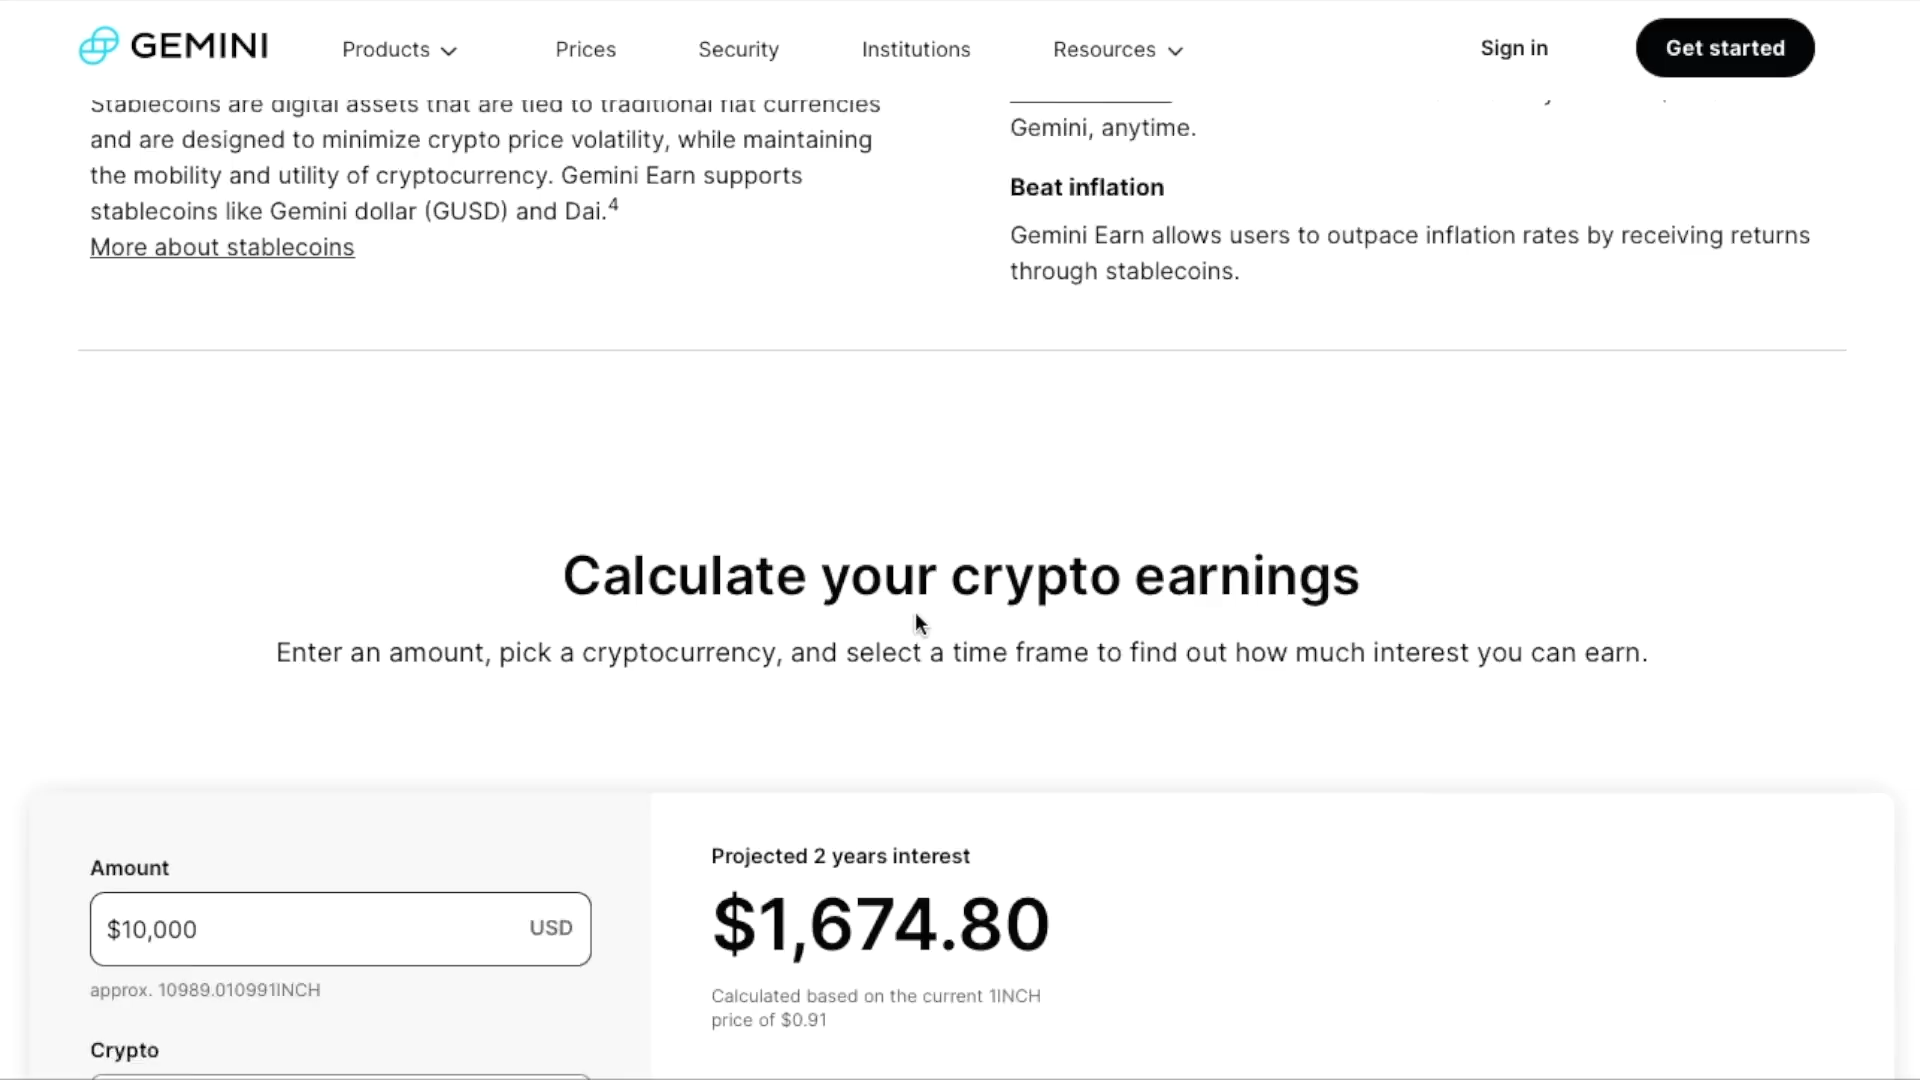 GEMINI Products Prices Security Institutions Resources Sign in Get started
Stablecoins are digital assets that are tied to traditional fiat currencies
and are designed to minimize crypto price volatility, while maintaining
the mobility and utility of cryptocurrency. Gemini Earn supports
stablecoins like Gemini dollar (GUSD) and Dai.⁴
More about stablecoins
Gemini, anytime.
Beat inflation
Gemini Earn allows users to outpace inflation rates by receiving returns
through stablecoins.
Calculate your crypto earnings
Enter an amount, pick a cryptocurrency, and select a time frame to find out how much interest you can earn.
Amount
$10,000 USD
approx. 10989.0109911INCH
Crypto
Projected 2 years interest
$1,674.80
Calculated based on the current 1INCH
price of $0.91